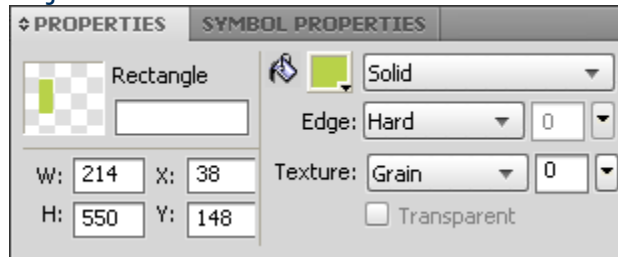 PROPERTIES SYMBOL PROPERTIES
Rectangle Solid
Edge: Hard 0
W: 214 X: 38 Texture: Grain 0
H: 550 Y: 148 Transparent